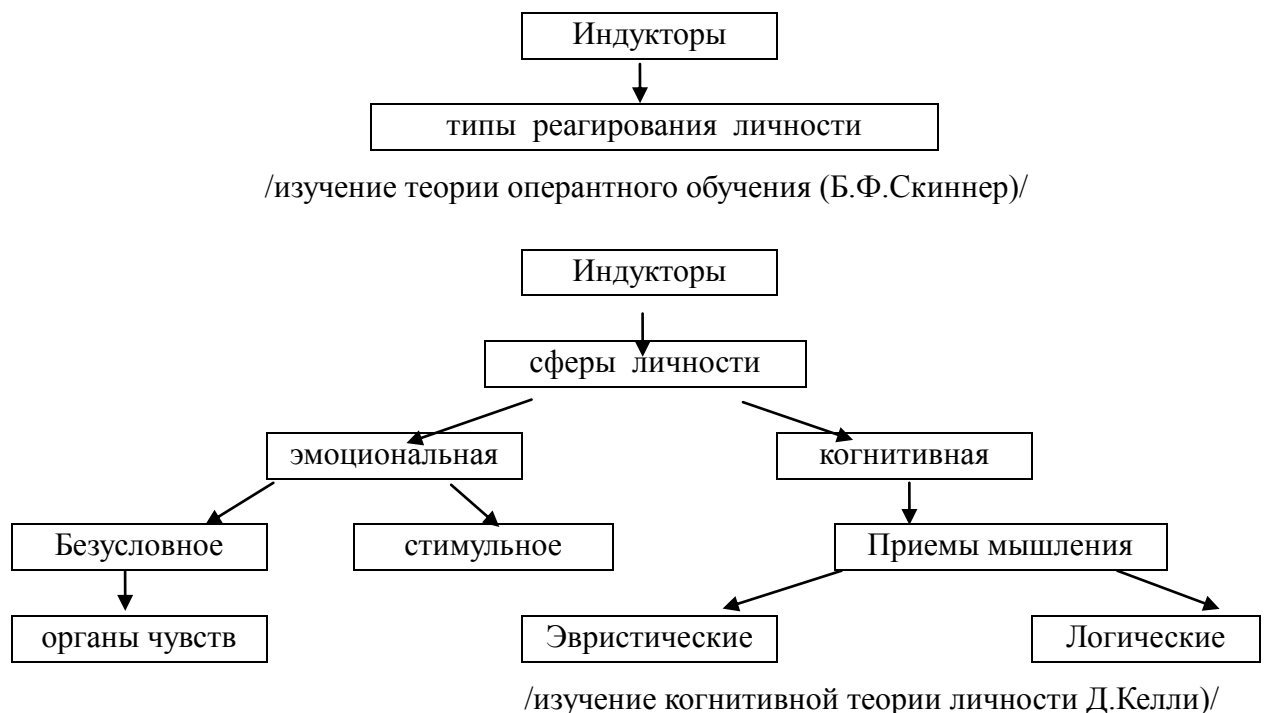 Индукторы
типы реагирования личности
/изучение теории оперантного обучения (Б.Ф.Скиннер)/
Индукторы
сферы личности
эмоциональная
когнитивная
Безусловное
стимульное
Приемы мышления
органы чувств
Эвристические
Логические
/изучение когнитивной теории личности Д.Келли)/